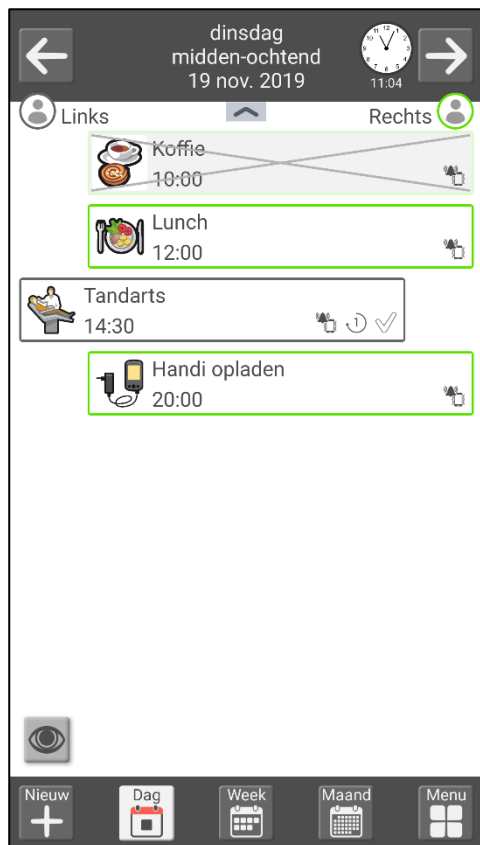 dinsdag
midden-ochtend
19 nov. 2019
11:04
Links
Rechts
Koffie
10:00
Lunch
12:00
Tandarts
14:30
Handi opladen
20:00
Nieuw
Dag
Week
Maand
Menu